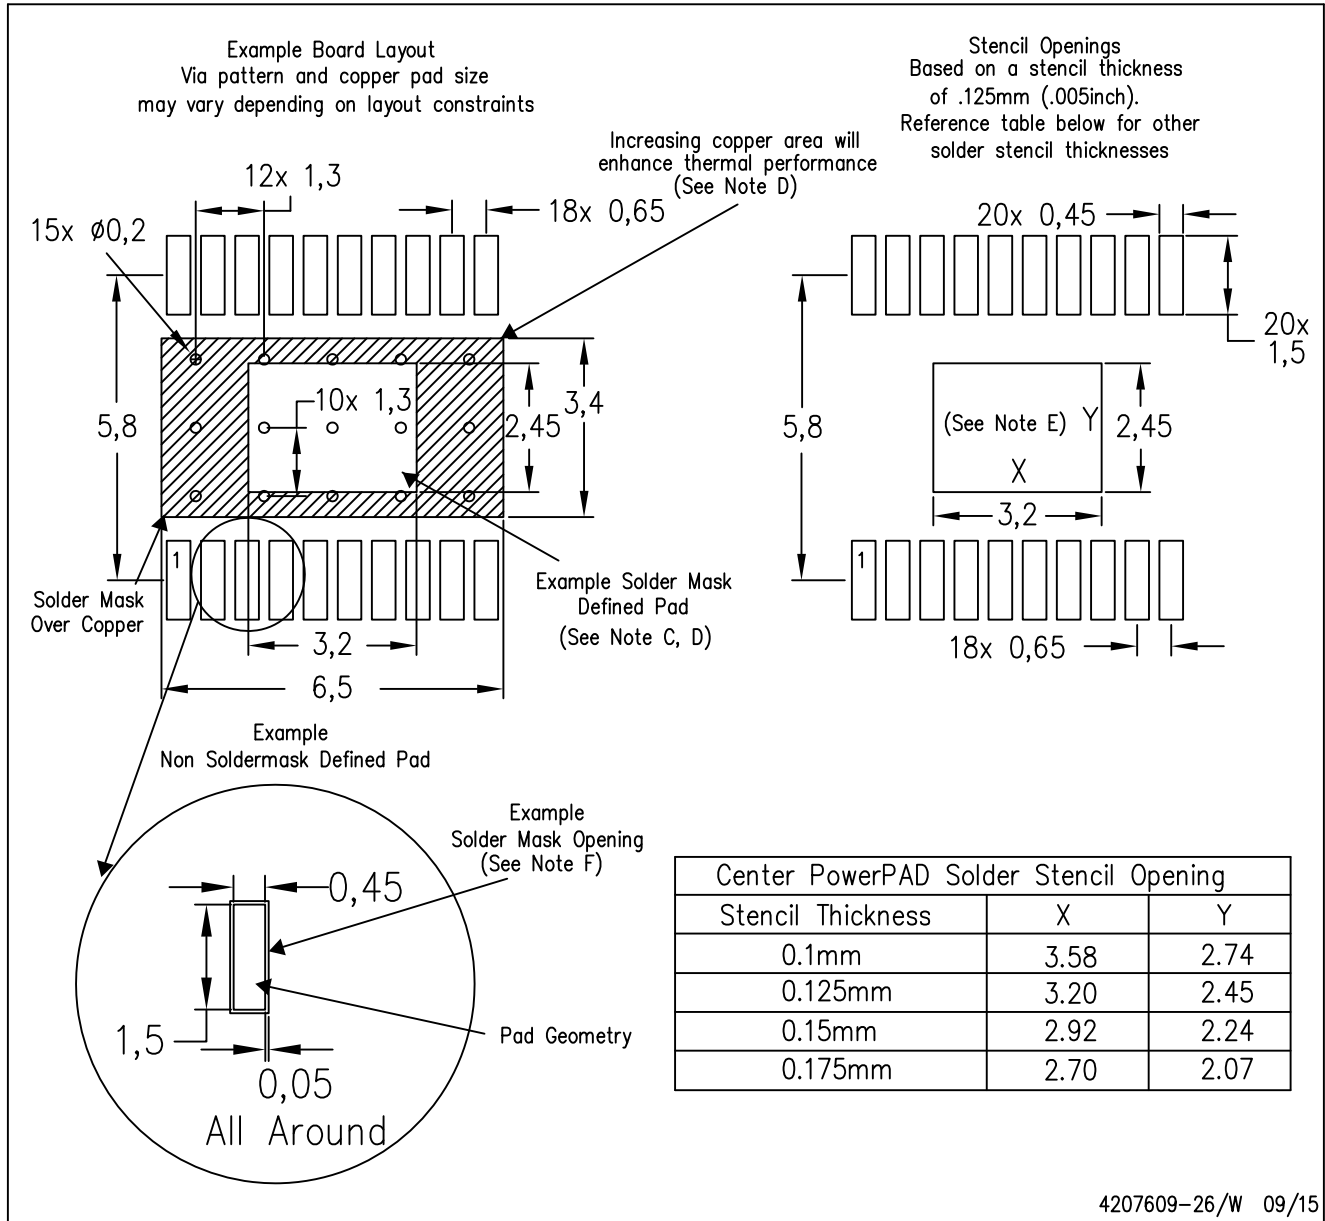 Example Board Layout
Via pattern and copper pad size
may vary depending on layout constraints
Stencil Openings
Based on a stencil thickness
of .125mm (.005inch).
Reference table below for other
solder stencil thicknesses
Increasing copper area will
enhance thermal performance
(See Note D)
12x 1,3
18x 0,65
15x ø0,2
5,8
10x 1,3
2,45
3,4
1
Solder Mask
Over Copper
Example Solder Mask
Defined Pad
(See Note C, D)
3,2
6,5
20x 0,45
20x
1,5
5,8
(See Note E) Y
X
2,45
3,2
1
18x 0,65
Example
Non Soldermask Defined Pad
Example
Solder Mask Opening
(See Note F)
0,45
1,5
Pad Geometry
0,05
All Around
Center PowerPAD Solder Stencil Opening
Stencil Thickness X Y
0.1mm 3.58 2.74
0.125mm 3.20 2.45
0.15mm 2.92 2.24
0.175mm 2.70 2.07
4207609-26/W 09/15